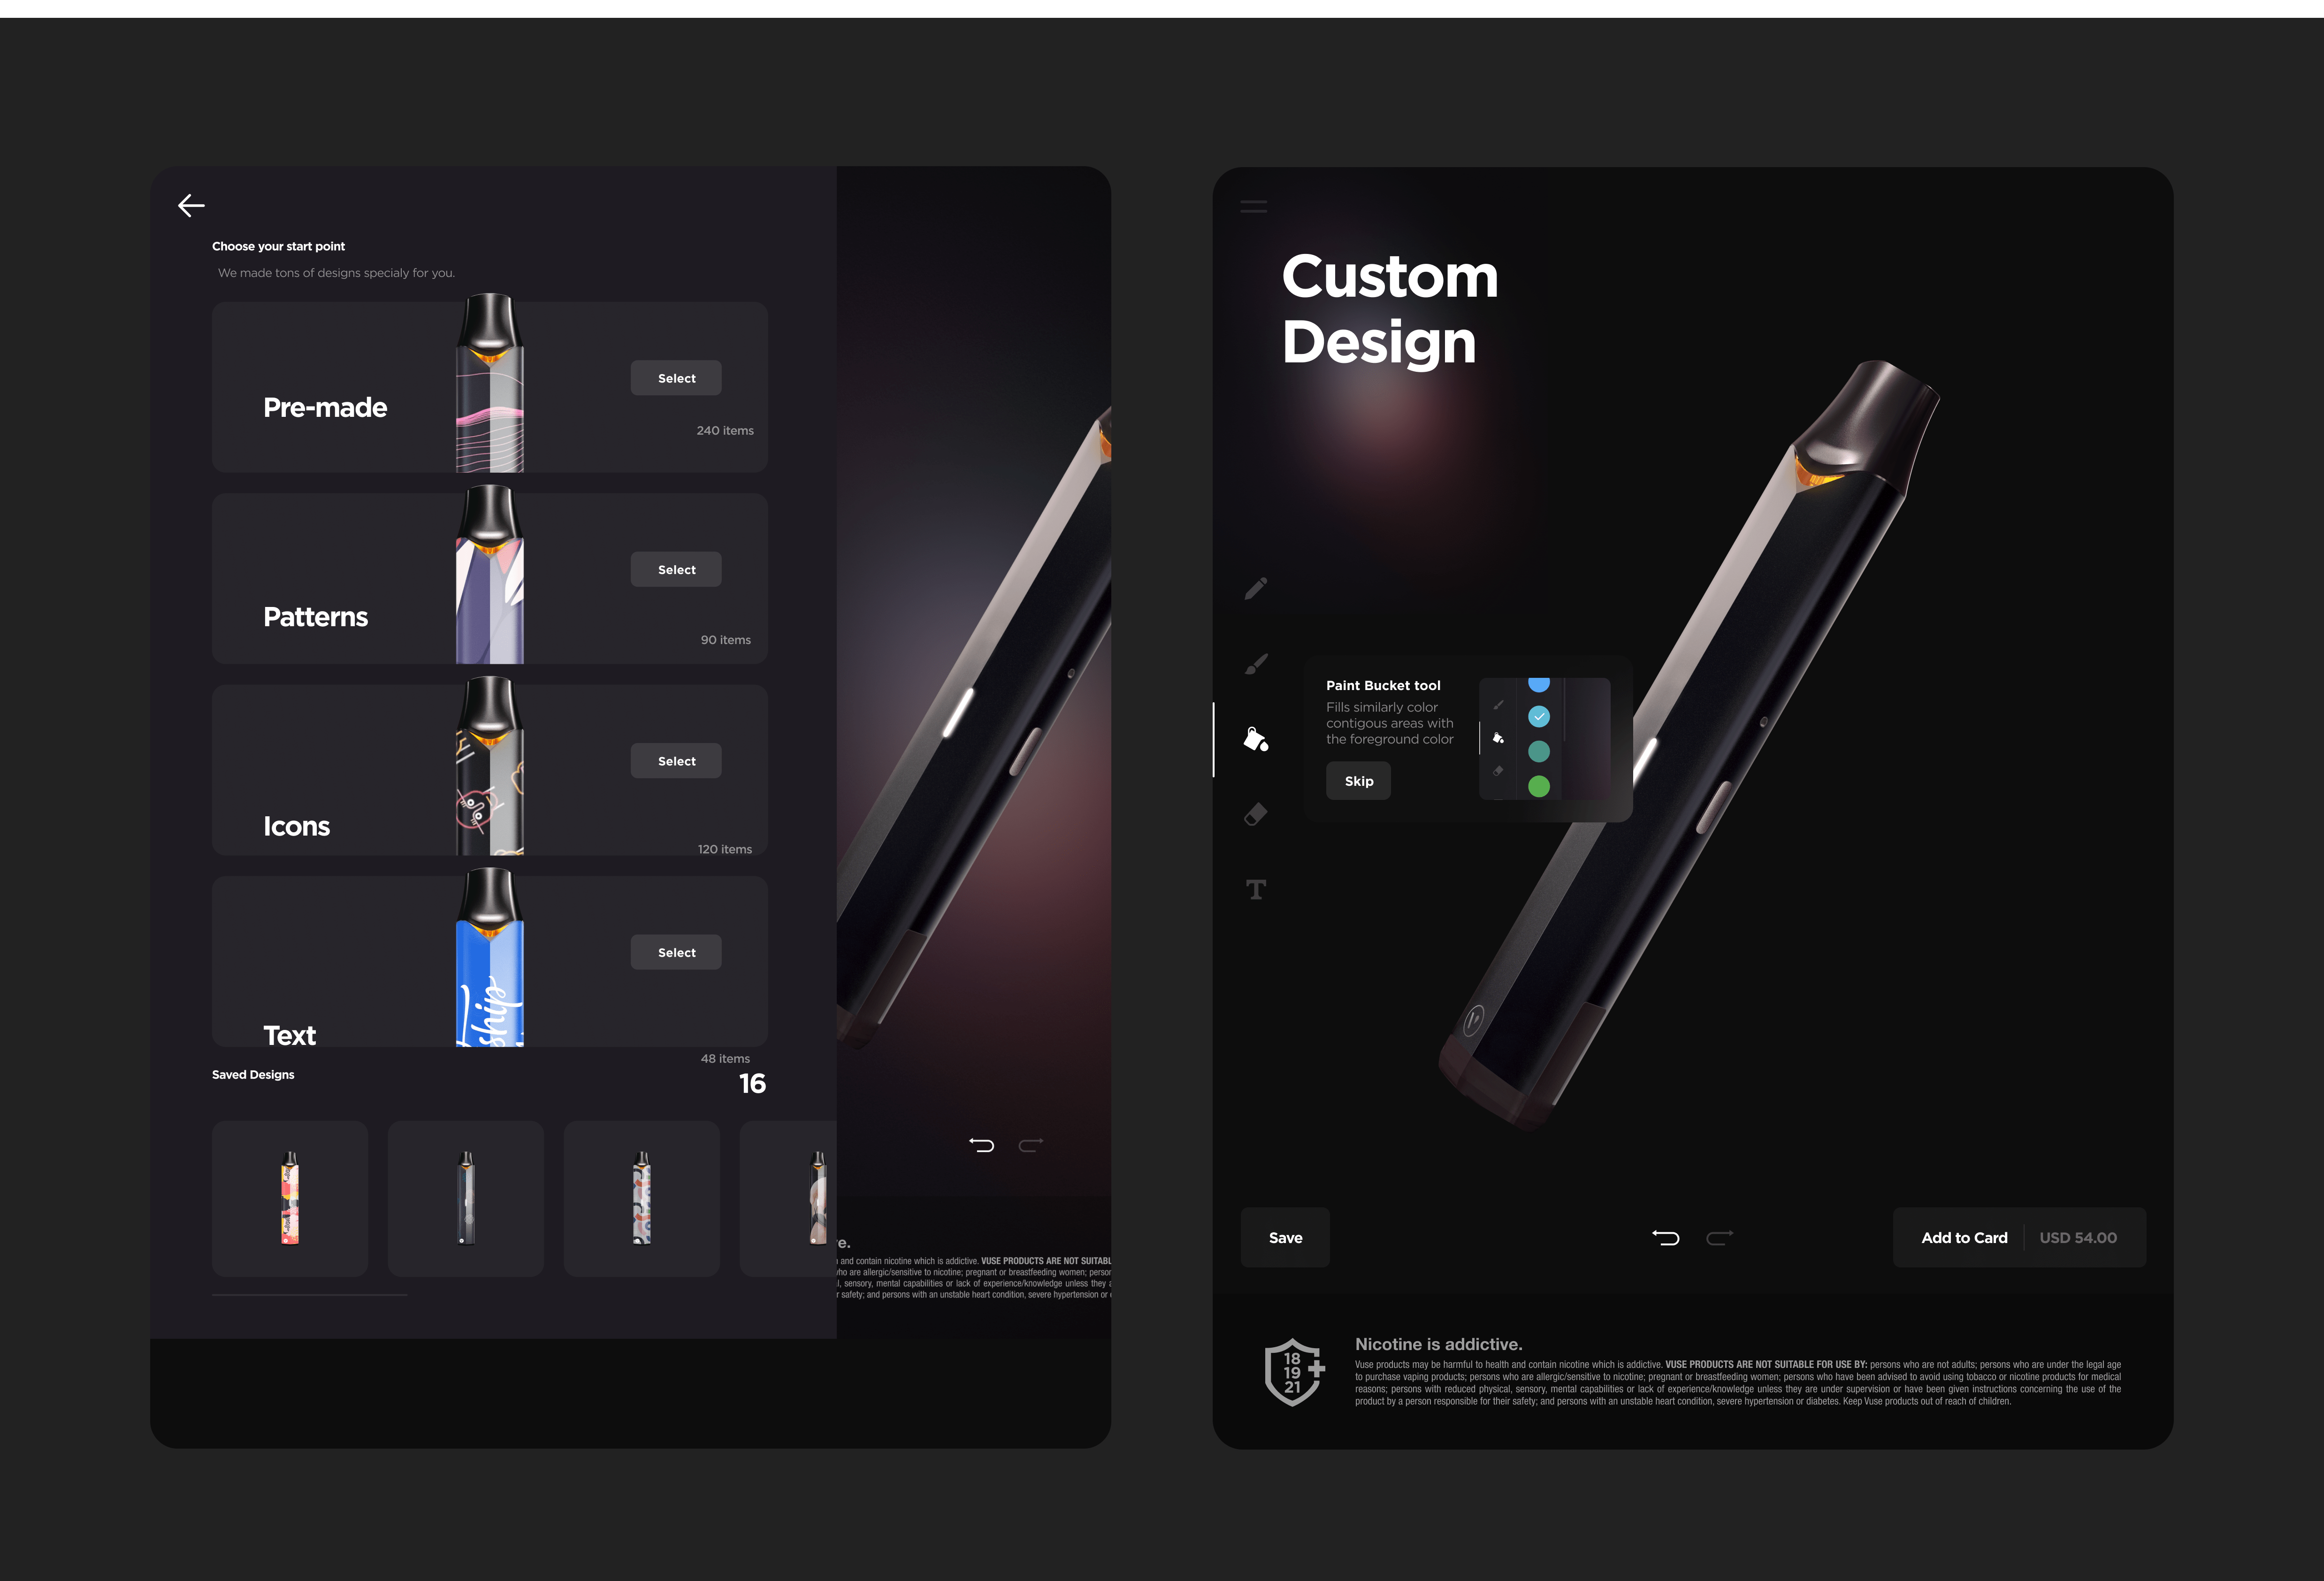 Choose your start point
We made tons of designs specialy for you.
Pre-made
Select
240 items
Patterns
Select
90 items
Icons
Select
120 items
Text
ship
Select
48 items
Saved Designs
16
e.
and contain nicotine which is addictive. VUSE PRODUCTS ARE NOT SUITABL
ho are allergic/sensitive to nicotine; pregnant or breastfeeding women; person
, sensory, mental capabilities or lack of experience/knowledge unless they a
r safety; and persons with an unstable heart condition, severe hypertension or
Custom
Design
Paint Bucket tool
Fills similarly color
contigous areas with
the foreground color
Skip
T
Save
Add to Card
USD 54.00
18
19
21
+
Nicotine is addictive.
Vuse products may be harmful to health and contain nicotine which is addictive. VUSE PRODUCTS ARE NOT SUITABLE FOR USE BY: persons who are not adults; persons who are under the legal age
to purchase vaping products; persons who are allergic/sensitive to nicotine; pregnant or breastfeeding women; persons who have been advised to avoid using tobacco or nicotine products for medical
reasons; persons with reduced physical, sensory, mental capabilities or lack of experience/knowledge unless they are under supervision or have been given instructions concerning the use of the
product by a person responsible for their safety; and persons with an unstable heart condition, severe hypertension or diabetes. Keep Vuse products out of reach of children.